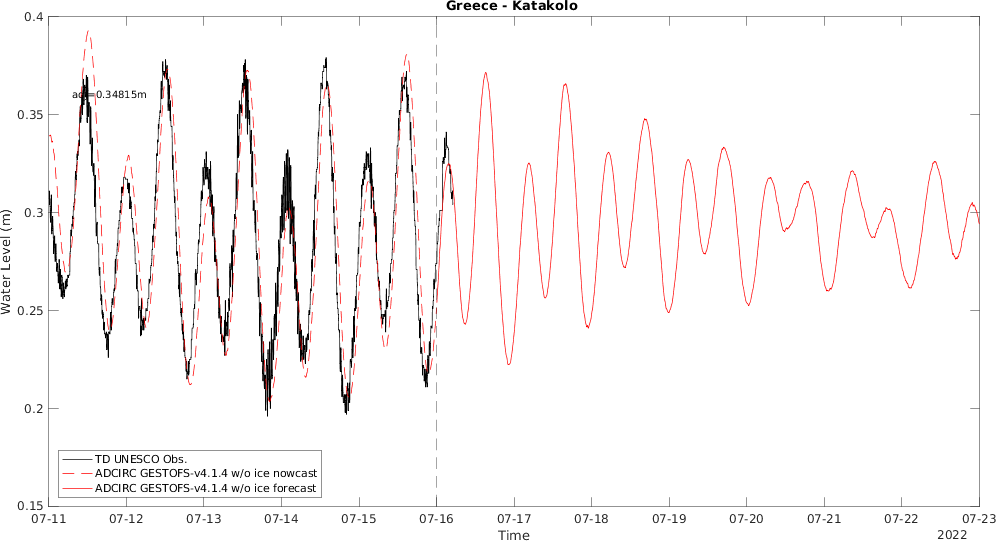 Greece - Katakolo
0.4
0.35
0.3
0.25
0.2
0.15
Water Level (m)
adj=0.34815m
TD UNESCO Obs.
ADCIRC GESTOFS-v4.1.4 w/o ice nowcast
ADCIRC GESTOFS-v4.1.4 w/o ice forecast
07-11 07-12 07-13 07-14 07-15 07-16 07-17 07-18 07-19 07-20 07-21 07-22 07-23
Time
2022